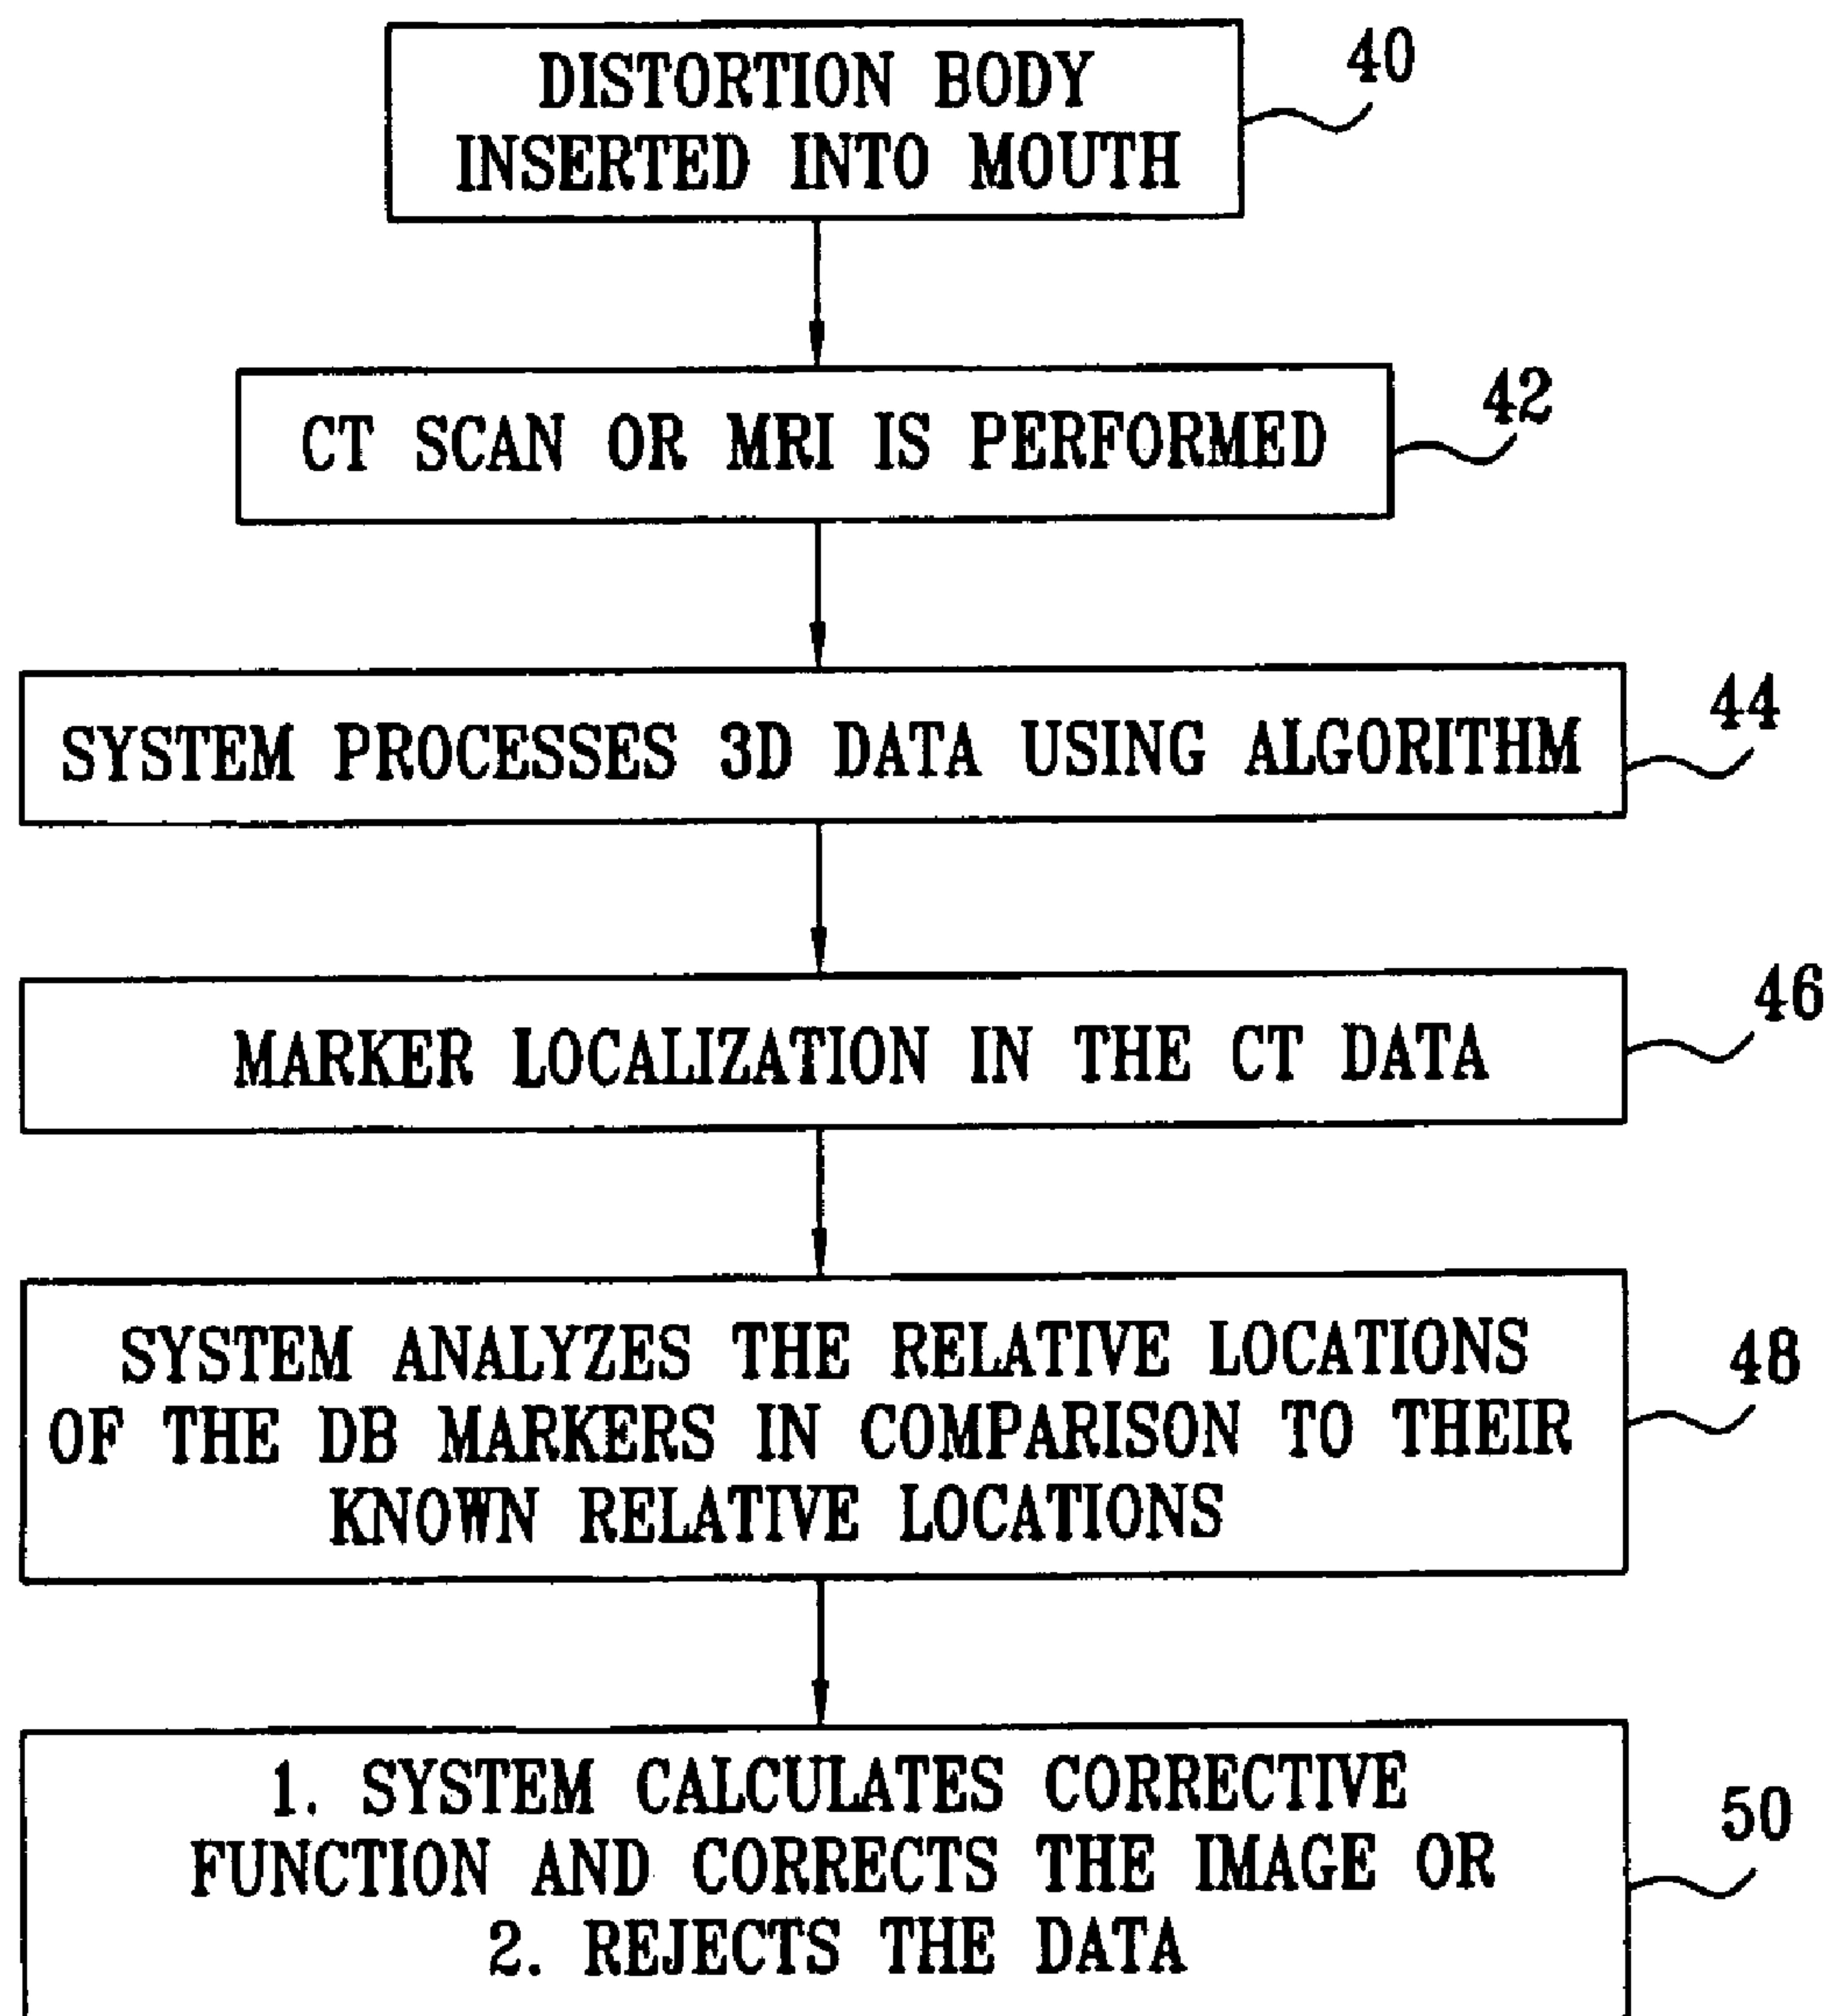 DISTORTION BODY
INSERTED INTO MOUTH
40
CT SCAN OR MRI IS PERFORMED
42
SYSTEM PROCESSES 3D DATA USING ALGORITHM
44
MARKER LOCALIZATION IN THE CT DATA
46
SYSTEM ANALYZES THE RELATIVE LOCATIONS
OF THE DB MARKERS IN COMPARISON TO THEIR
KNOWN RELATIVE LOCATIONS
48
1. SYSTEM CALCULATES CORRECTIVE
FUNCTION AND CORRECTS THE IMAGE OR
2. REJECTS THE DATA
50